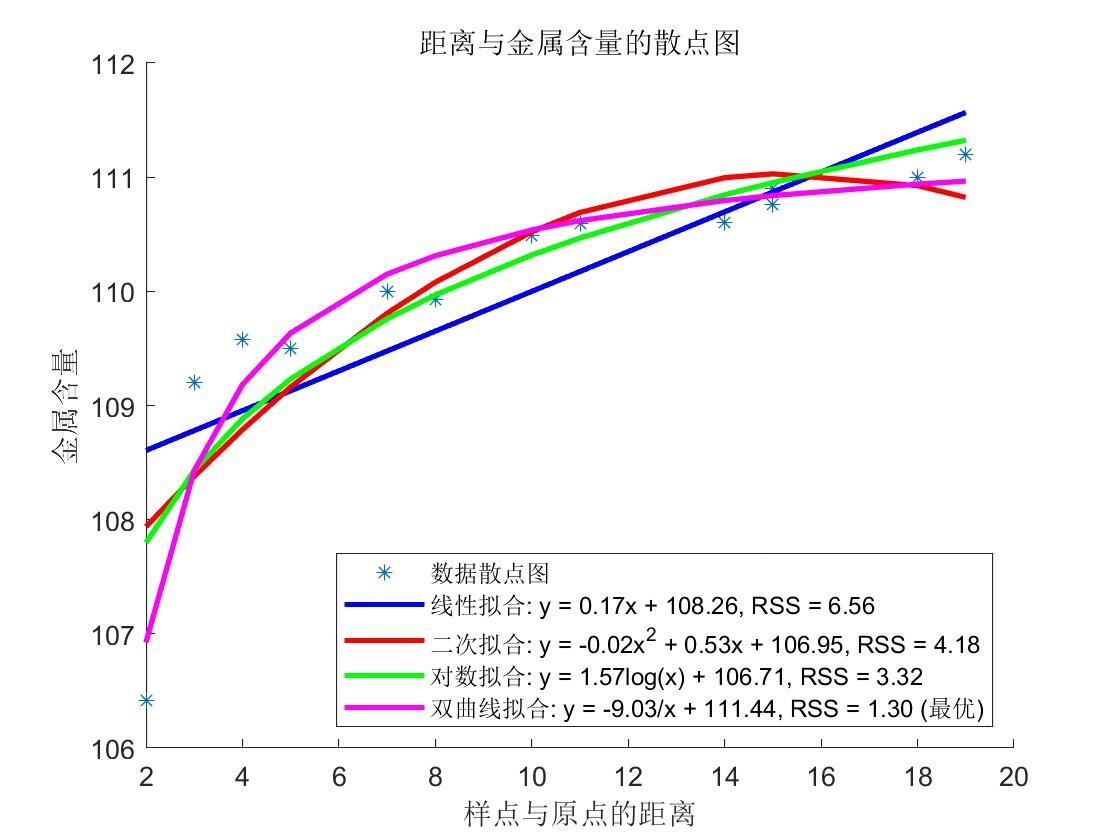 距离与金属含量的散点图
112
111
110
109
108
107
106
金属含量
数据散点图
线性拟合: y = 0.17x + 108.26, RSS = 6.56
二次拟合: y = -0.02x² + 0.53x + 106.95, RSS = 4.18
对数拟合: y = 1.57log(x) + 106.71, RSS = 3.32
双曲线拟合: y = -9.03/x + 111.44, RSS = 1.30 (最优)
2 4 6 8 10 12 14 16 18 20
样点与原点的距离